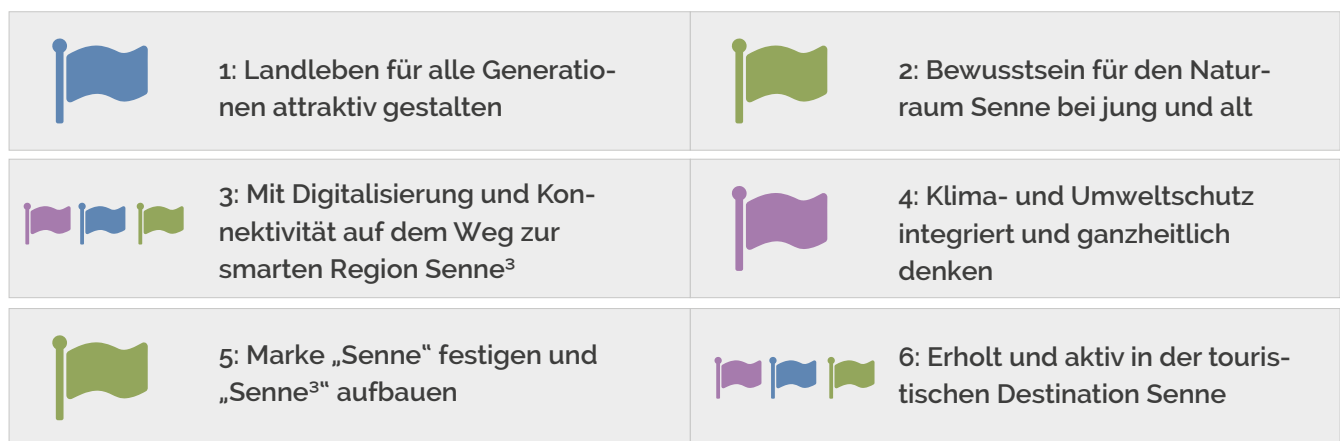 1: Landleben für alle Generatio-
nen attraktiv gestalten
2: Bewusstsein für den Natur-
raum Senne bei jung und alt
3: Mit Digitalisierung und Kon-
nektivität auf dem Weg zur
smarten Region Senne³
4: Klima- und Umweltschutz
integriert und ganzheitlich
denken
5: Marke „Senne“ festigen und
„Senne³“ aufbauen
6: Erholt und aktiv in der touris-
tischen Destination Senne